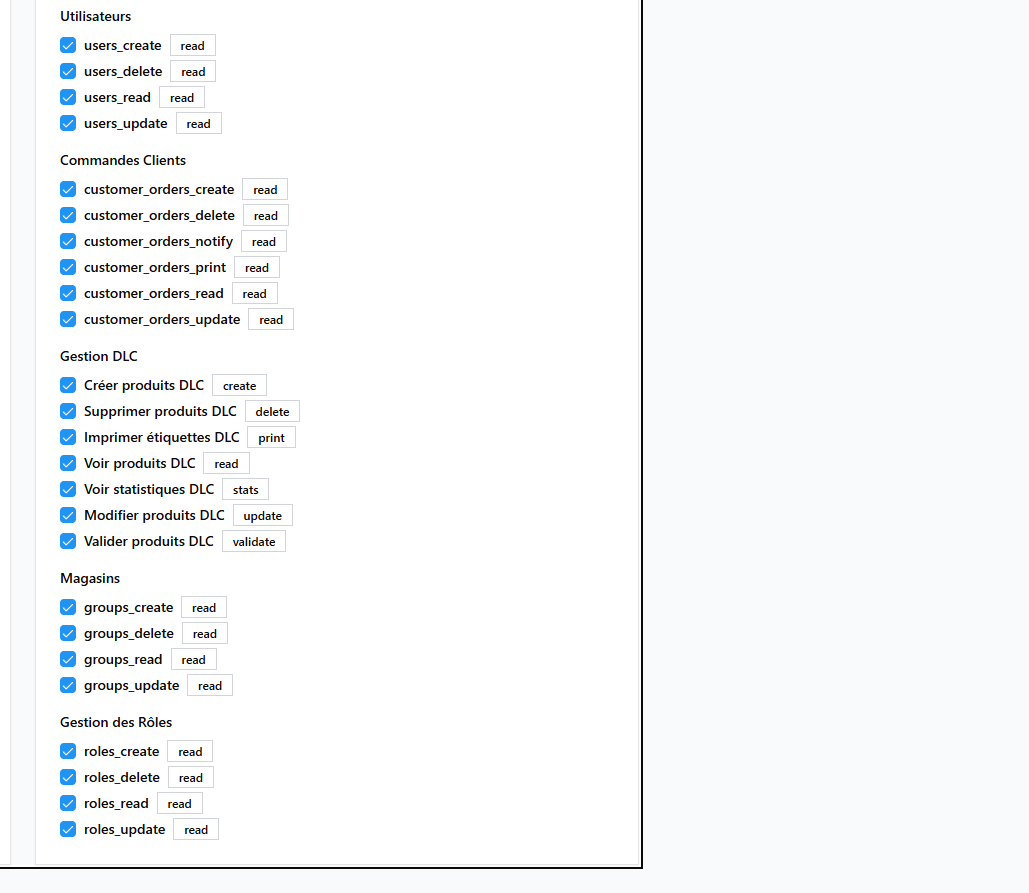 Utilisateurs
users_create read
users_delete read
users_read read
users_update read
Commandes Clients
customer_orders_create read
customer_orders_delete read
customer_orders_notify read
customer_orders_print read
customer_orders_read read
customer_orders_update read
Gestion DLC
Créer produits DLC create
Supprimer produits DLC delete
Imprimer étiquettes DLC print
Voir produits DLC read
Voir statistiques DLC stats
Modifier produits DLC update
Valider produits DLC validate
Magasins
groups_create read
groups_delete read
groups_read read
groups_update read
Gestion des Rôles
roles_create read
roles_delete read
roles_read read
roles_update read